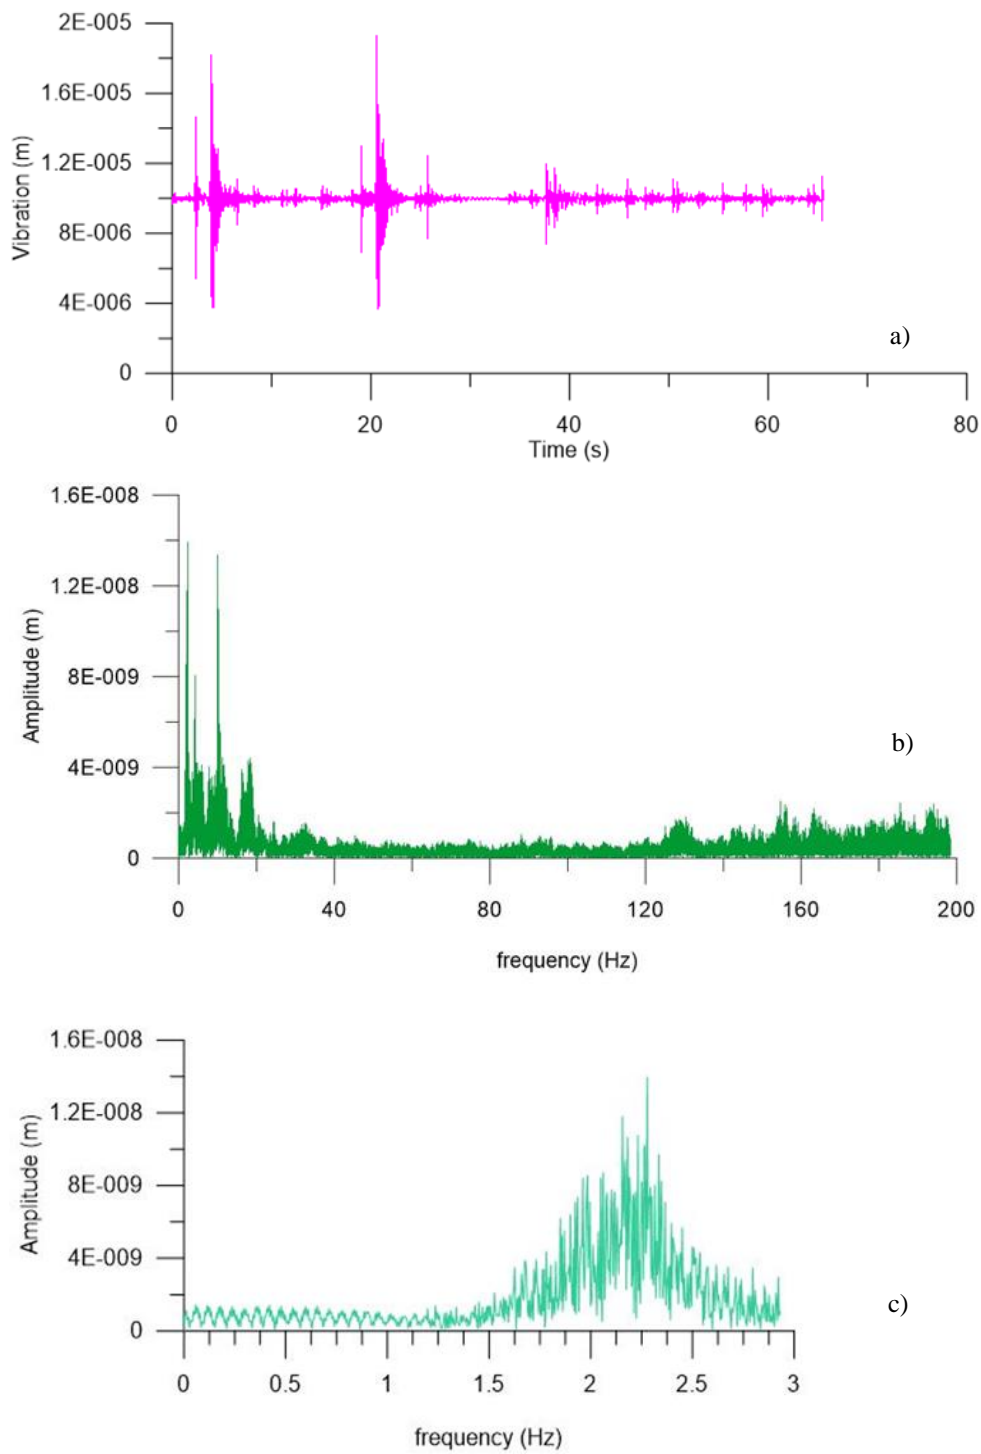 2E-005
1.6E-005
1.2E-005
8E-006
4E-006
0
Vibration (m)
a)
0 20 40 60 80
Time (s)
1.6E-008
1.2E-008
8E-009
4E-009
0
Amplitude (m)
b)
0 40 80 120 160 200
frequency (Hz)
1.6E-008
1.2E-008
8E-009
4E-009
0
Amplitude (m)
c)
0 0.5 1 1.5 2 2.5 3
frequency (Hz)